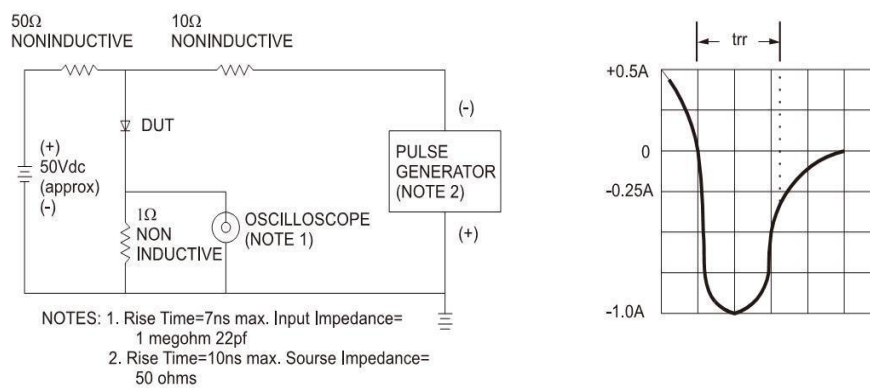 50Ω
NONINDUCTIVE
10Ω
NONINDUCTIVE
DUT
(+)
50Vdc
(approx)
(-)
1Ω
NON
INDUCTIVE
OSCILLOSCOPE
(NOTE 1)
(-)
PULSE
GENERATOR
(NOTE 2)
(+)
NOTES: 1. Rise Time=7ns max. Input Impedance=
1 megohm 22pf
2. Rise Time=10ns max. Sourse Impedance=
50 ohms
trr
+0.5A
0
-0.25A
-1.0A